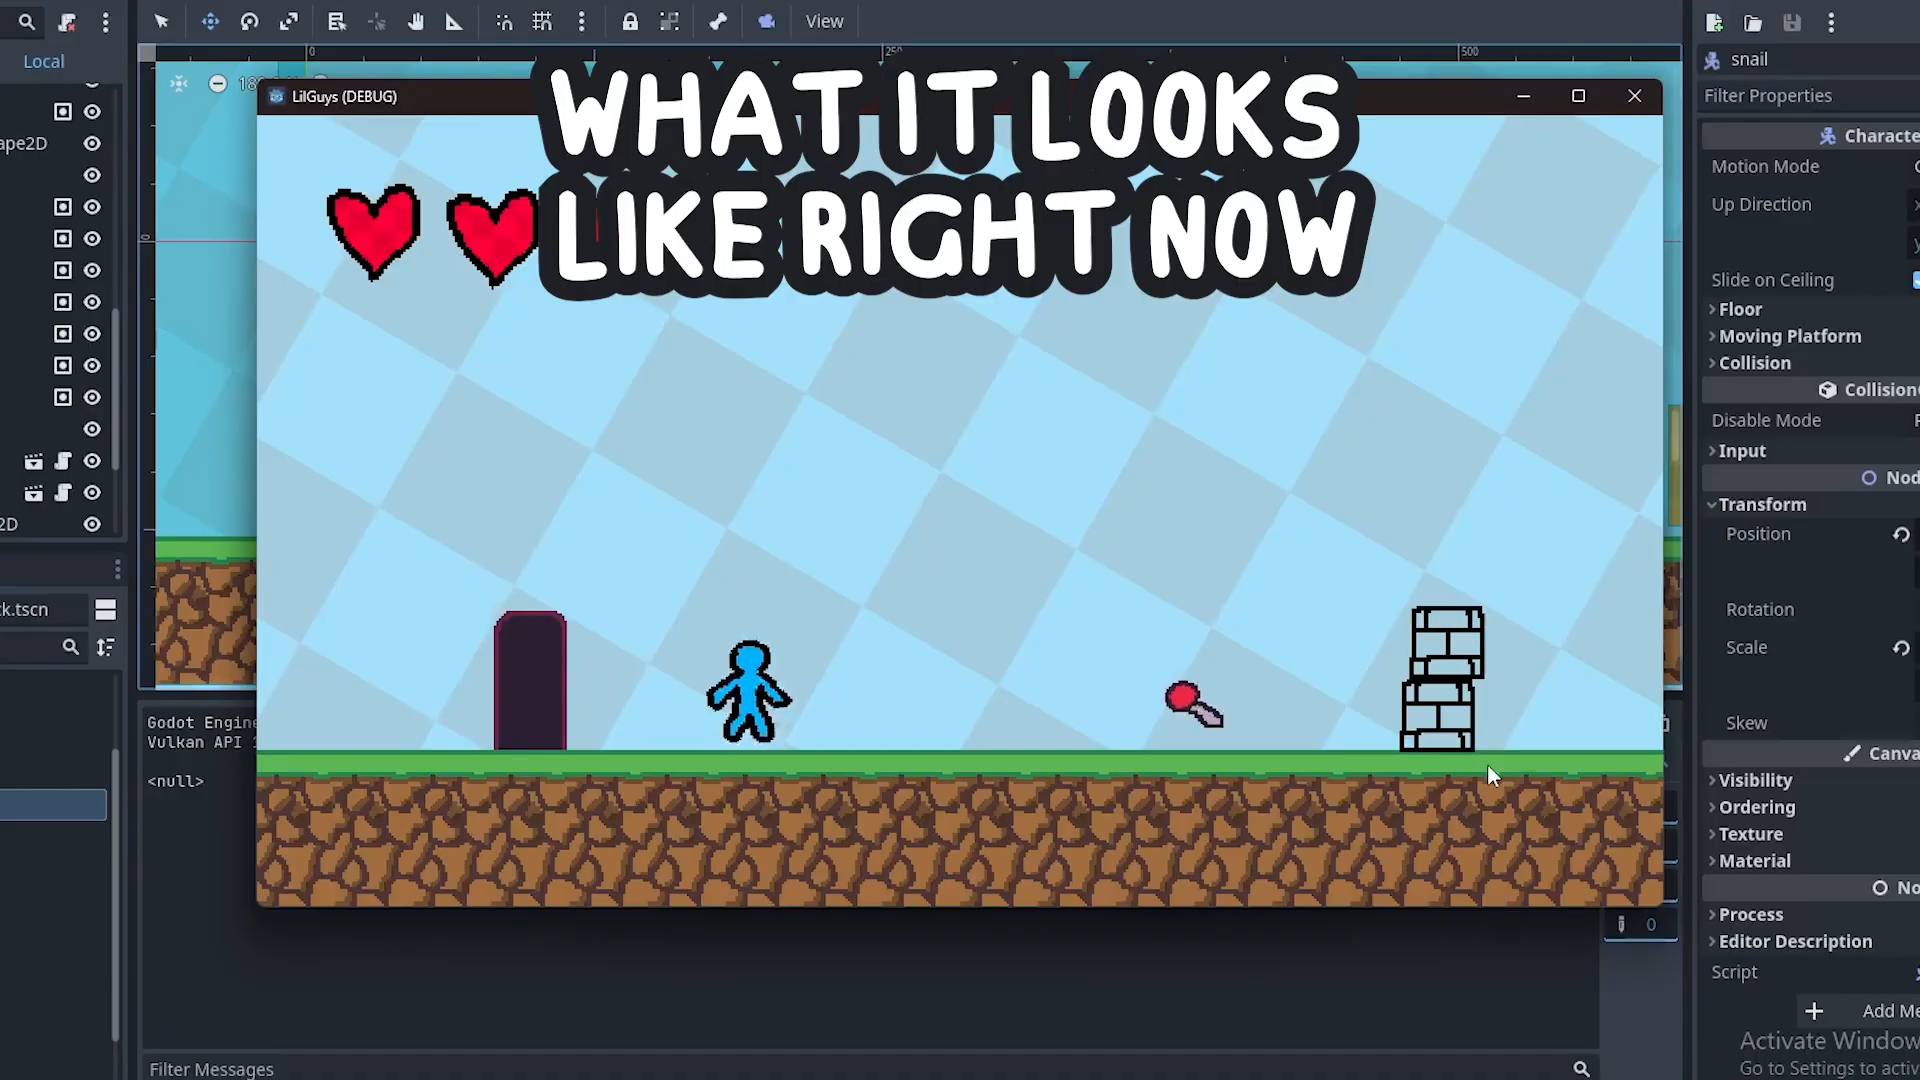 View
Local
0
250
500
snail
LilGuys (DEBUG)
WHAT IT LOOKS
LIKE RIGHT NOW
Filter Properties
Characte
Motion Mode
Up Direction
Slide on Ceiling
Floor
Moving Platform
Collision
Collision
Disable Mode
Input
Nod
Transform
Position
Rotation
Scale
Skew
Canva
Visibility
Ordering
Texture
Material
No
Process
Editor Description
Script
Add Me
ape2D
2D
ck.tscn
Godot Engine
Vulkan API
<null>
0
Filter Messages
Activate Window
Go to Settings to activ